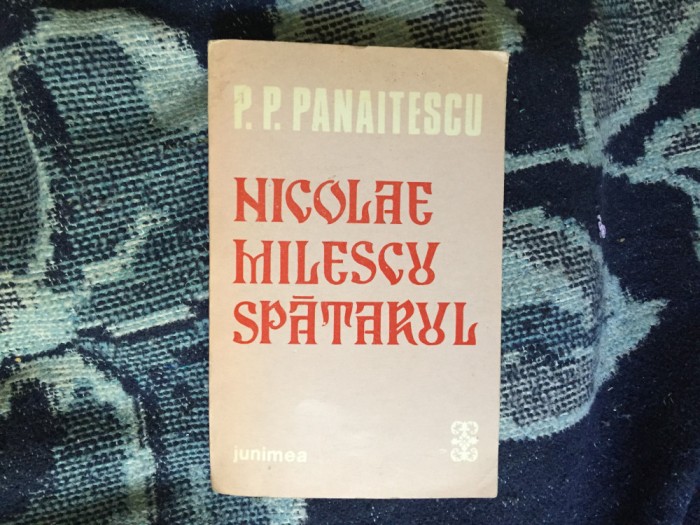 P. P. PANAITESCU
NICOLAE
MILESCU
SPĂTARUL
junimea